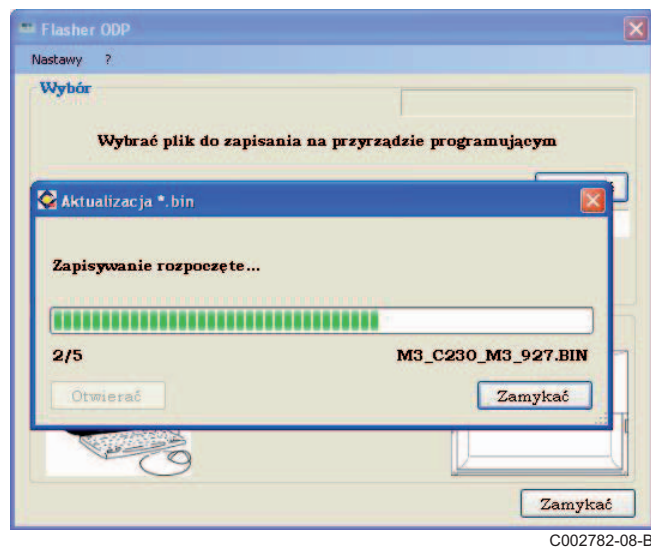 Flasher ODP
Nastawy ?
Wybór
Wybrać plik do zapisania na przyrządzie programującym
Aktualizacja *.bin
Zapisywanie rozpoczęte...
2/5 M3_C230_M3_927.BIN
Otwierać Zamykać
Zamykać
C002782-08-B